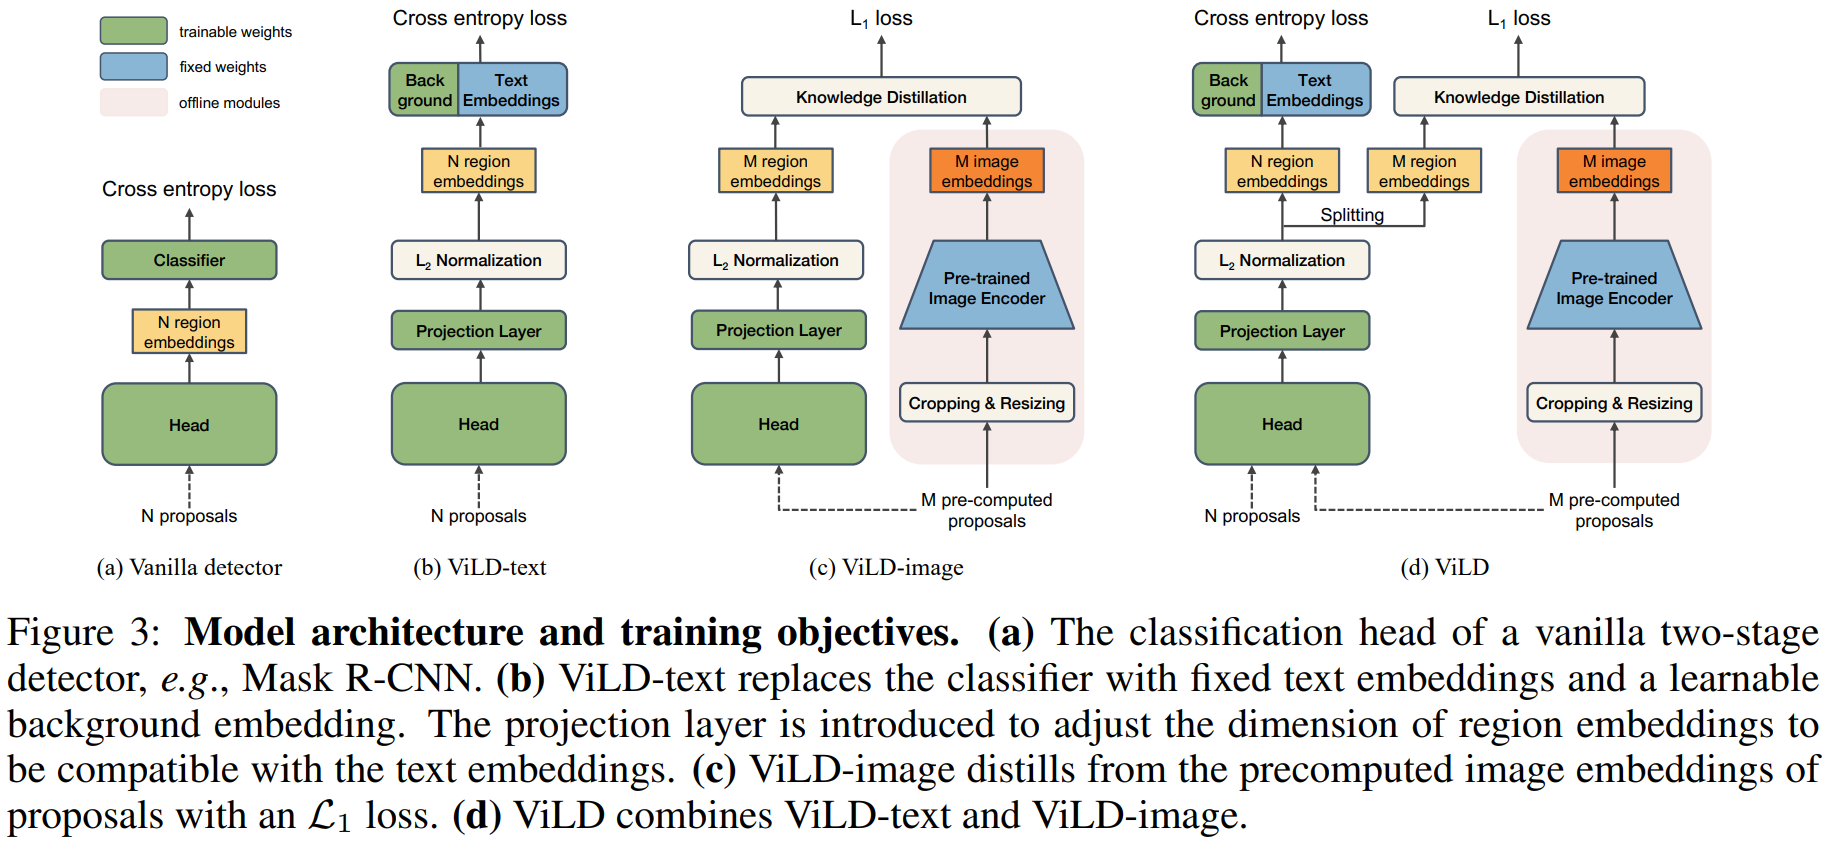 trainable weights
fixed weights
offline modules
Cross entropy loss
Classifier
N region
embeddings
Head
N proposals
(a) Vanilla detector
Cross entropy loss
Back
ground
Text
Embeddings
N region
embeddings
L₂ Normalization
Projection Layer
Head
N proposals
(b) ViLD-text
L₁ loss
Knowledge Distillation
M region
embeddings
M image
embeddings
L₂ Normalization
Pre-trained
Image Encoder
Projection Layer
Cropping & Resizing
Head
M pre-computed
proposals
(c) ViLD-image
Cross entropy loss
L₁ loss
Back
ground
Text
Embeddings
Knowledge Distillation
N region
embeddings
M region
embeddings
M image
embeddings
Splitting
L₂ Normalization
Pre-trained
Image Encoder
Projection Layer
Cropping & Resizing
Head
N proposals
M pre-computed
proposals
(d) ViLD
Figure 3: Model architecture and training objectives. (a) The classification head of a vanilla two-stage
detector, e.g., Mask R-CNN. (b) ViLD-text replaces the classifier with fixed text embeddings and a learnable
background embedding. The projection layer is introduced to adjust the dimension of region embeddings to
be compatible with the text embeddings. (c) ViLD-image distills from the precomputed image embeddings of
proposals with an ℒ₁ loss. (d) ViLD combines ViLD-text and ViLD-image.